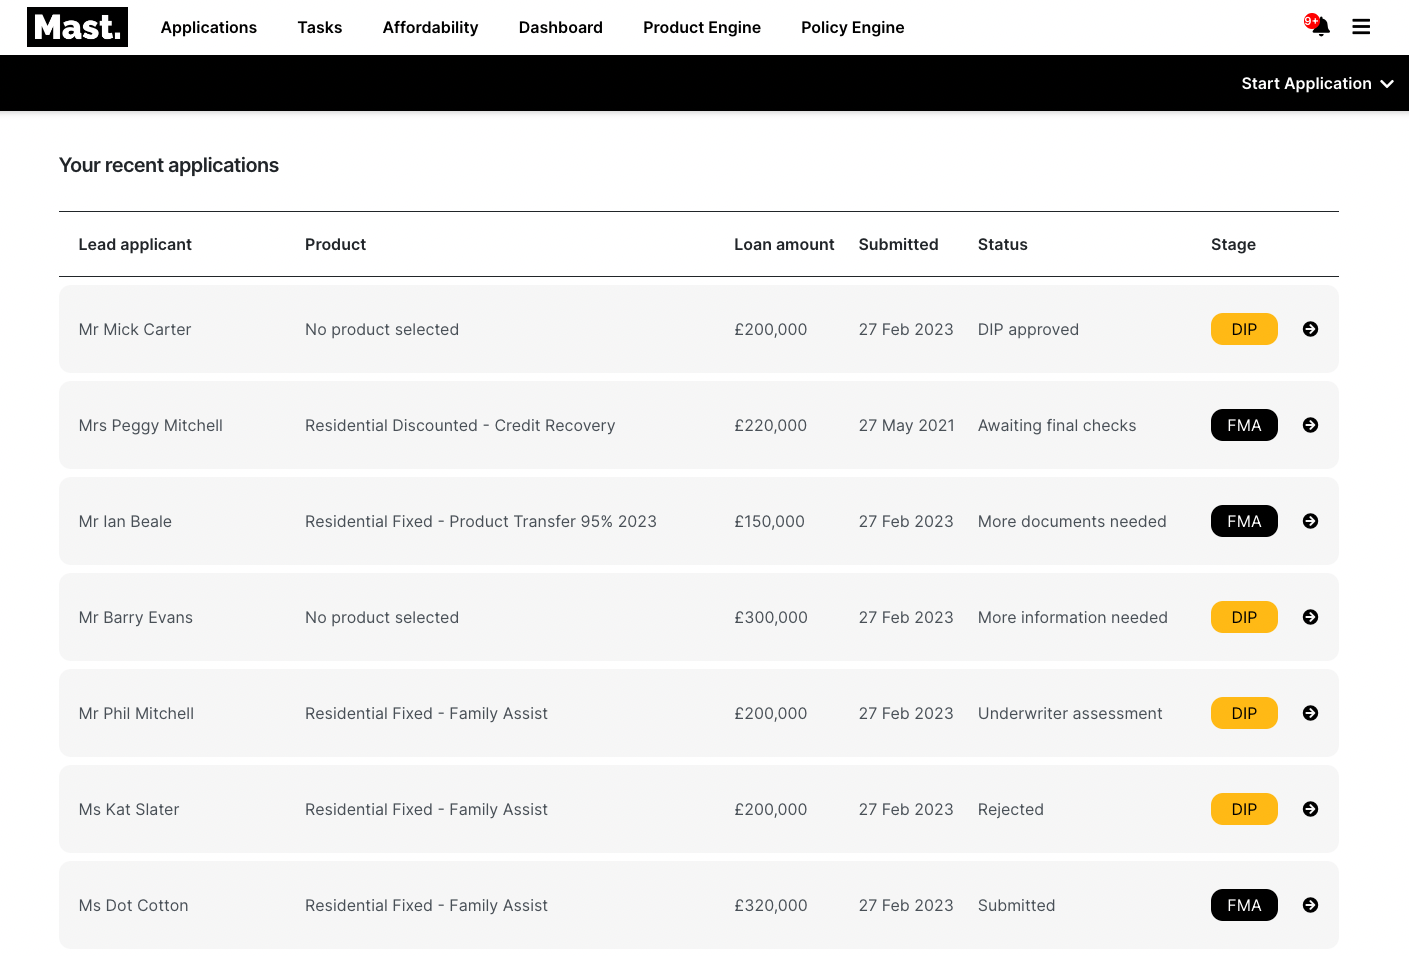 Mast. Applications Tasks Affordability Dashboard Product Engine Policy Engine 9+
Start Application
Your recent applications
Lead applicant Product Loan amount Submitted Status Stage
Mr Mick Carter No product selected £200,000 27 Feb 2023 DIP approved DIP
Mrs Peggy Mitchell Residential Discounted - Credit Recovery £220,000 27 May 2021 Awaiting final checks FMA
Mr Ian Beale Residential Fixed - Product Transfer 95% 2023 £150,000 27 Feb 2023 More documents needed FMA
Mr Barry Evans No product selected £300,000 27 Feb 2023 More information needed DIP
Mr Phil Mitchell Residential Fixed - Family Assist £200,000 27 Feb 2023 Underwriter assessment DIP
Ms Kat Slater Residential Fixed - Family Assist £200,000 27 Feb 2023 Rejected DIP
Ms Dot Cotton Residential Fixed - Family Assist £320,000 27 Feb 2023 Submitted FMA